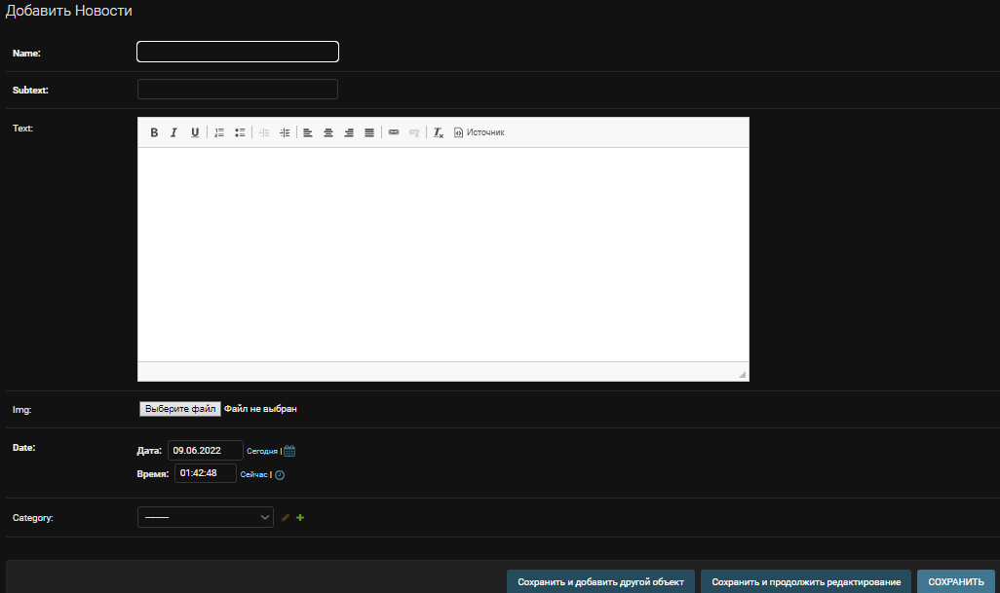 Добавить Новости
Name:
Subtext:
Text:
B I U Ix Источник
Img: Выберите файл Файл не выбран
Date:
Дата: 09.06.2022 Сегодня |
Время: 01:42:48 Сейчас |
Category: ---------
Сохранить и добавить другой объект Сохранить и продолжить редактирование СОХРАНИТЬ